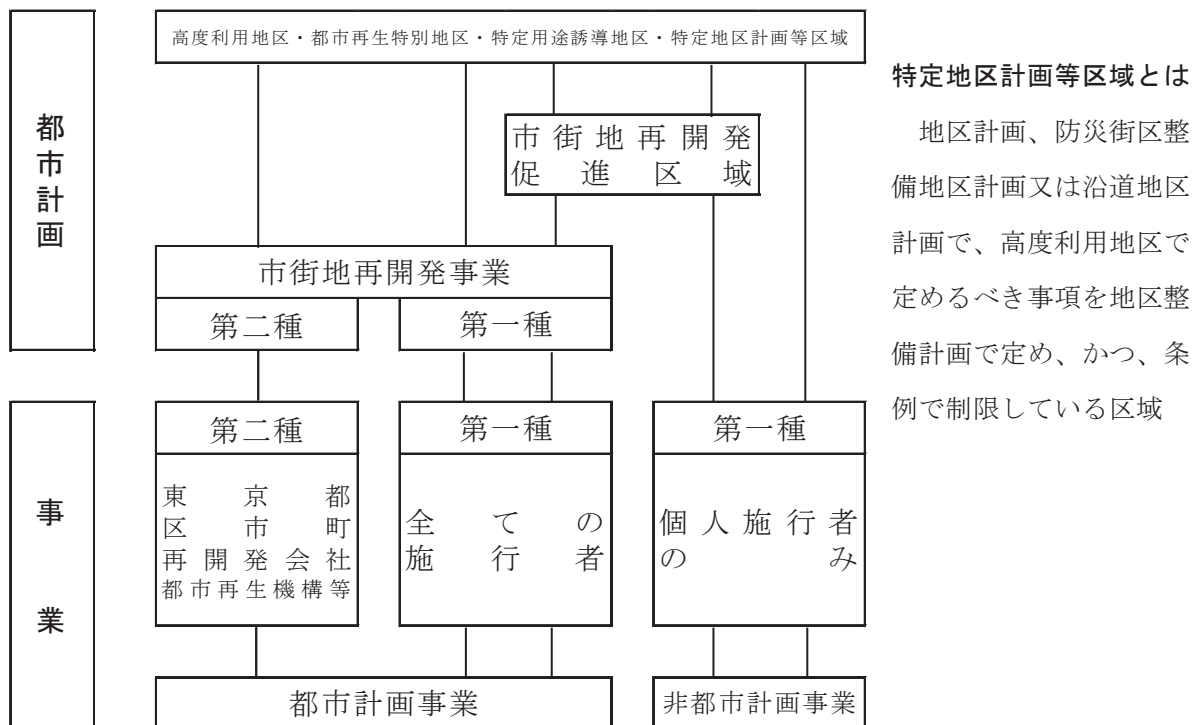 都市計画
高度利用地区・都市再生特別地区・特定用途誘導地区・特定地区計画等区域
市街地再開発
促進区域
市街地再開発事業
第二種
第一種
事業
第二種
東京都
区市町
再開発会社
都市再生機構等
第一種
全ての
施行者
第一種
個人施行者
のみ
都市計画事業
非都市計画事業
特定地区計画等区域とは
地区計画、防災街区整
備地区計画又は沿道地区
計画で、高度利用地区で
定めるべき事項を地区整
備計画で定め、かつ、条
例で制限している区域